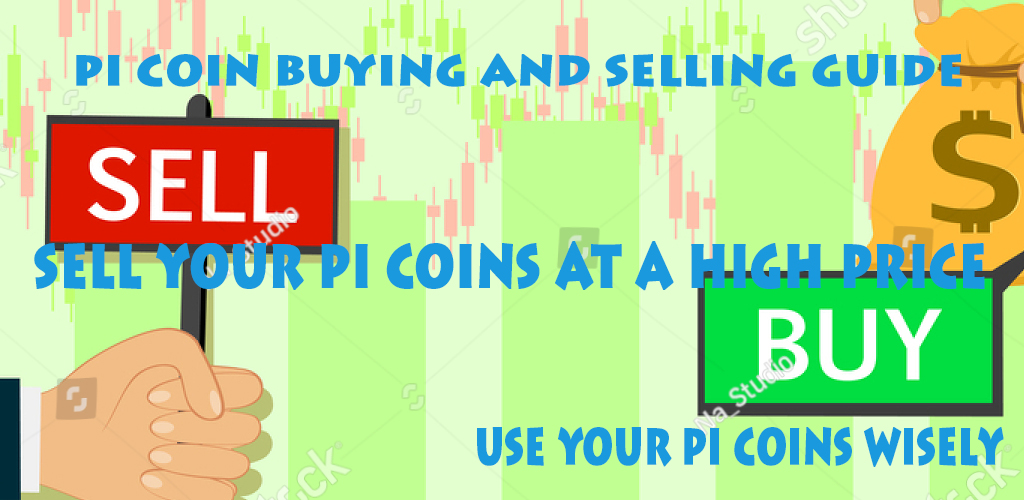 PI COIN BUYING AND SELLING GUIDE
SELL
$
SELL YOUR PI COINS AT A HIGH PRICE
BUY
Na_Studio
USE YOUR PI COINS WISELY